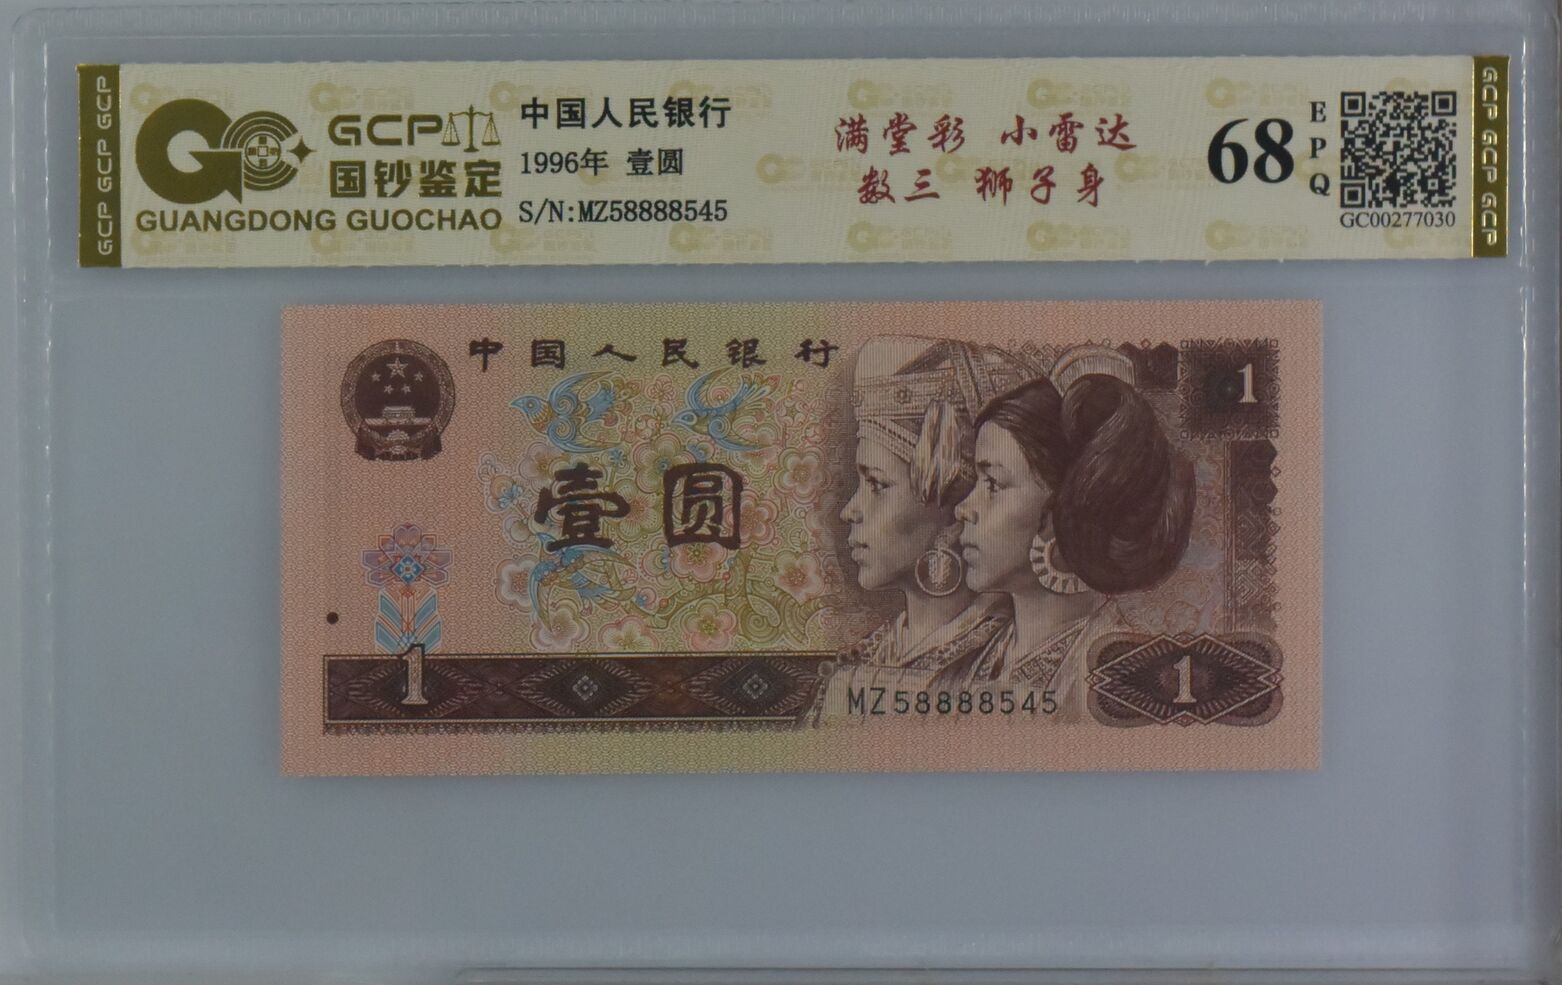 GCP GCP GCP
GCP
国钞鉴定
GUANGDONG GUOCHAO
中国人民银行
1996年 壹圆
S/N:MZ58888545
满堂彩 小雷达
数三 狮子身
68
EPQ
GC00277030
GCP GCP GCP
中国人民银行
1
壹圆
1
MZ58888545
1